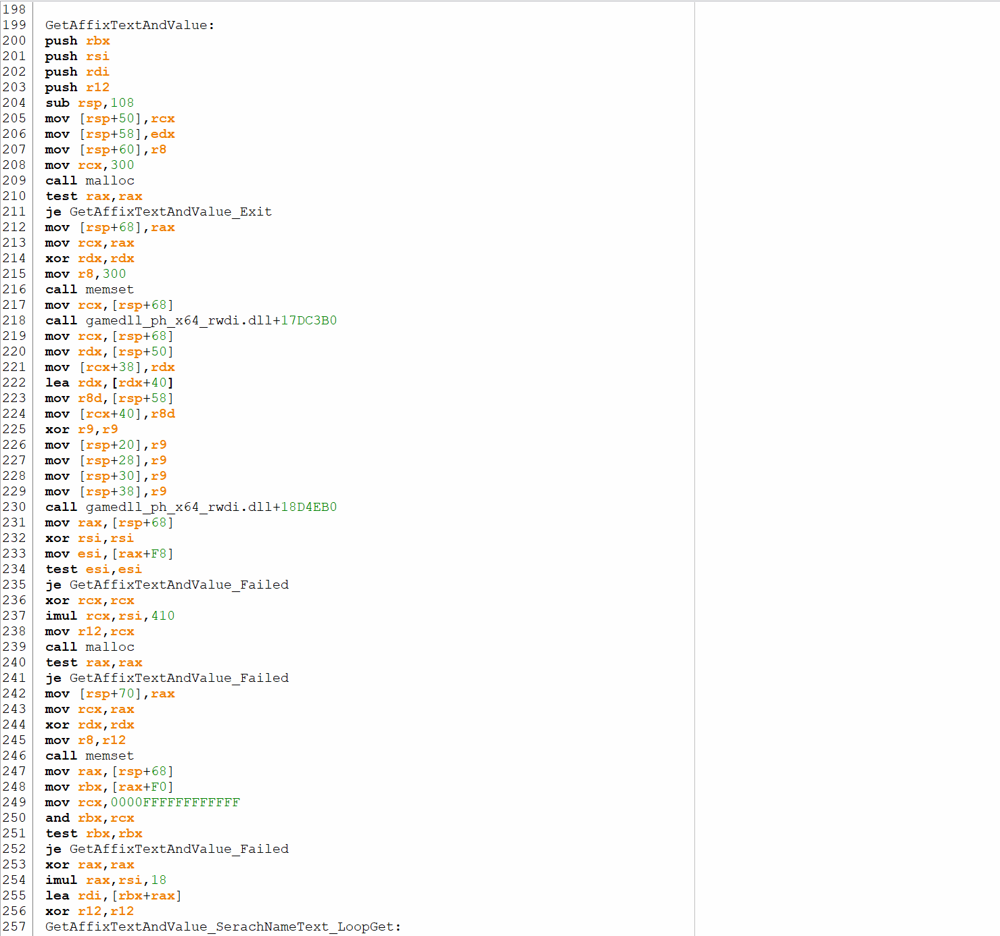 198
199 GetAffixTextAndValue:
200 push rbx
201 push rsi
202 push rdi
203 push r12
204 sub rsp,108
205 mov [rsp+50],rcx
206 mov [rsp+58],edx
207 mov [rsp+60],r8
208 mov rcx,300
209 call malloc
210 test rax,rax
211 je GetAffixTextAndValue_Exit
212 mov [rsp+68],rax
213 mov rcx,rax
214 xor rdx,rdx
215 mov r8,300
216 call memset
217 mov rcx,[rsp+68]
218 call gamedll_ph_x64_rwdi.dll+17DC3B0
219 mov rcx,[rsp+68]
220 mov rdx,[rsp+50]
221 mov [rcx+38],rdx
222 lea rdx,[rdx+40]
223 mov r8d,[rsp+58]
224 mov [rcx+40],r8d
225 xor r9,r9
226 mov [rsp+20],r9
227 mov [rsp+28],r9
228 mov [rsp+30],r9
229 mov [rsp+38],r9
230 call gamedll_ph_x64_rwdi.dll+18D4EB0
231 mov rax,[rsp+68]
232 xor rsi,rsi
233 mov esi,[rax+F8]
234 test esi,esi
235 je GetAffixTextAndValue_Failed
236 xor rcx,rcx
237 imul rcx,rsi,410
238 mov r12,rcx
239 call malloc
240 test rax,rax
241 je GetAffixTextAndValue_Failed
242 mov [rsp+70],rax
243 mov rcx,rax
244 xor rdx,rdx
245 mov r8,r12
246 call memset
247 mov rax,[rsp+68]
248 mov rbx,[rax+F0]
249 mov rcx,0000FFFFFFFFFFFF
250 and rbx,rcx
251 test rbx,rbx
252 je GetAffixTextAndValue_Failed
253 xor rax,rax
254 imul rax,rsi,18
255 lea rdi,[rbx+rax]
256 xor r12,r12
257 GetAffixTextAndValue_SerachNameText_LoopGet: